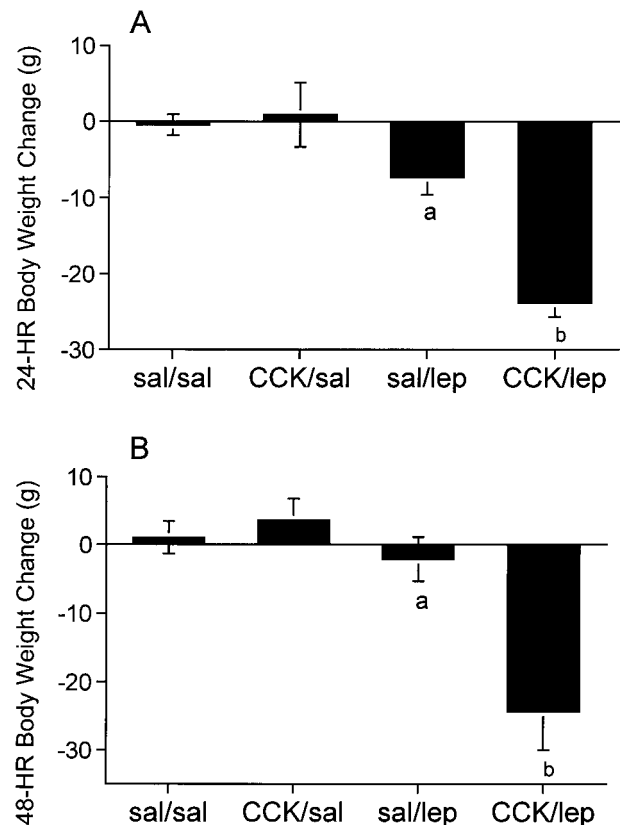 A
24-HR Body Weight Change (g)
10
0
-10
-20
-30
a
b
sal/sal CCK/sal sal/lep CCK/lep
B
48-HR Body Weight Change (g)
10
0
-10
-20
-30
a
b
sal/sal CCK/sal sal/lep CCK/lep